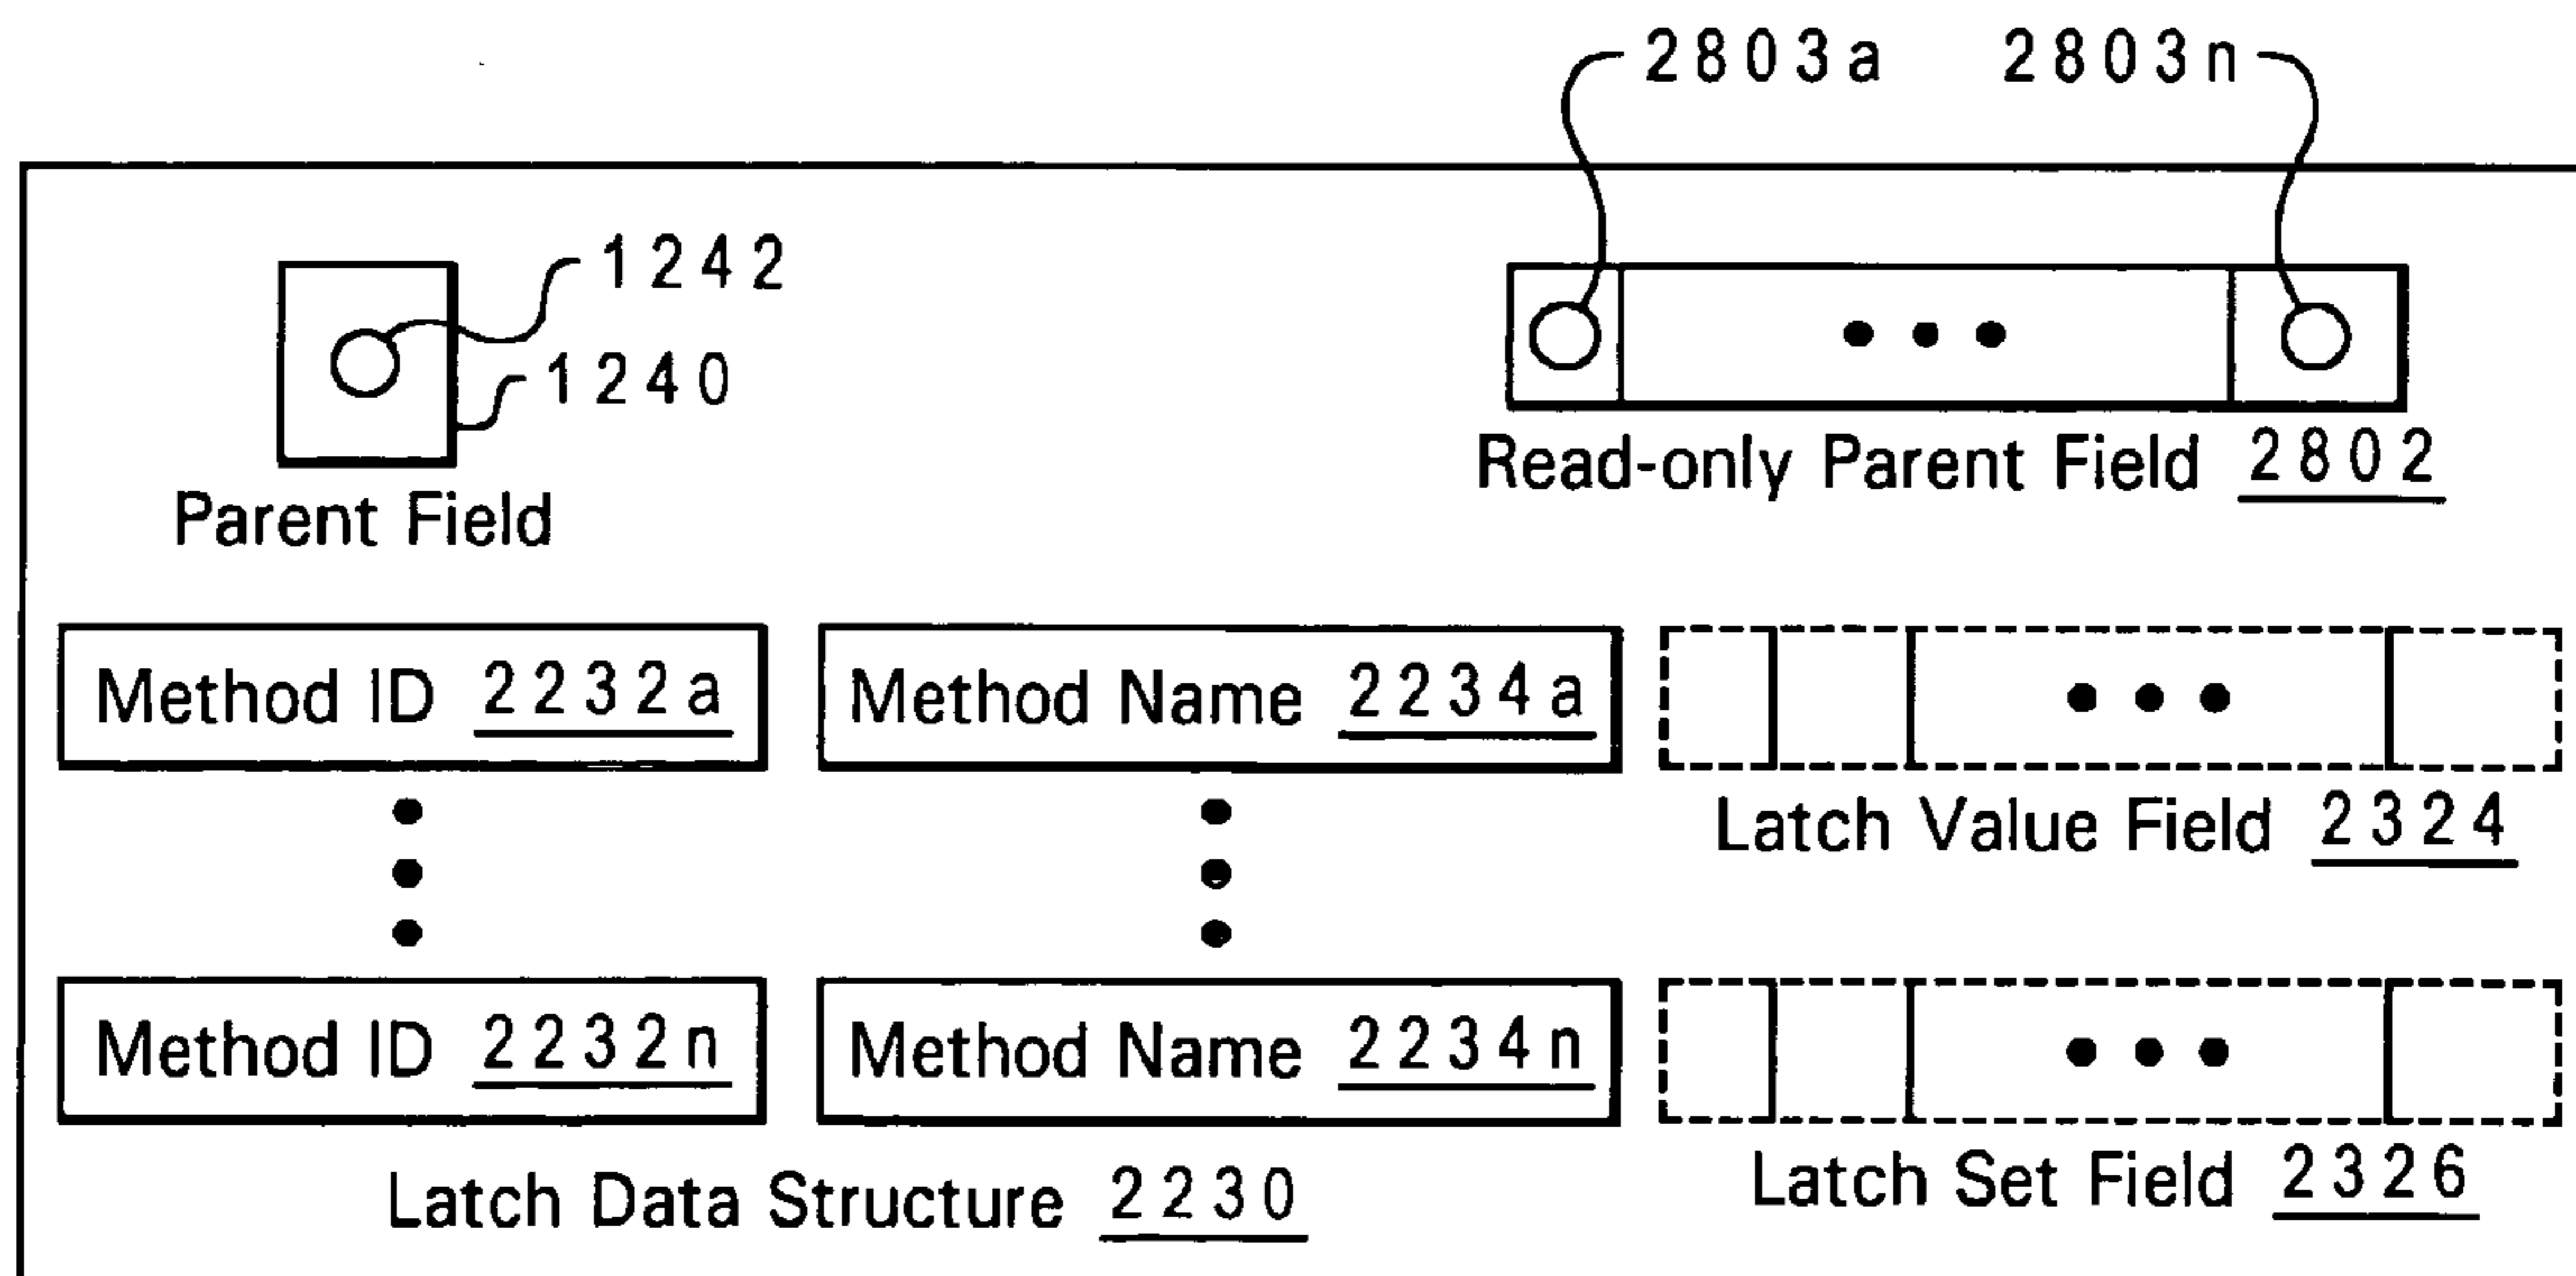 2803a 2803n
1242
1240
Parent Field
Read-only Parent Field 2802
Method ID 2232a
Method Name 2234a
Latch Value Field 2324
Method ID 2232n
Method Name 2234n
Latch Data Structure 2230
Latch Set Field 2326